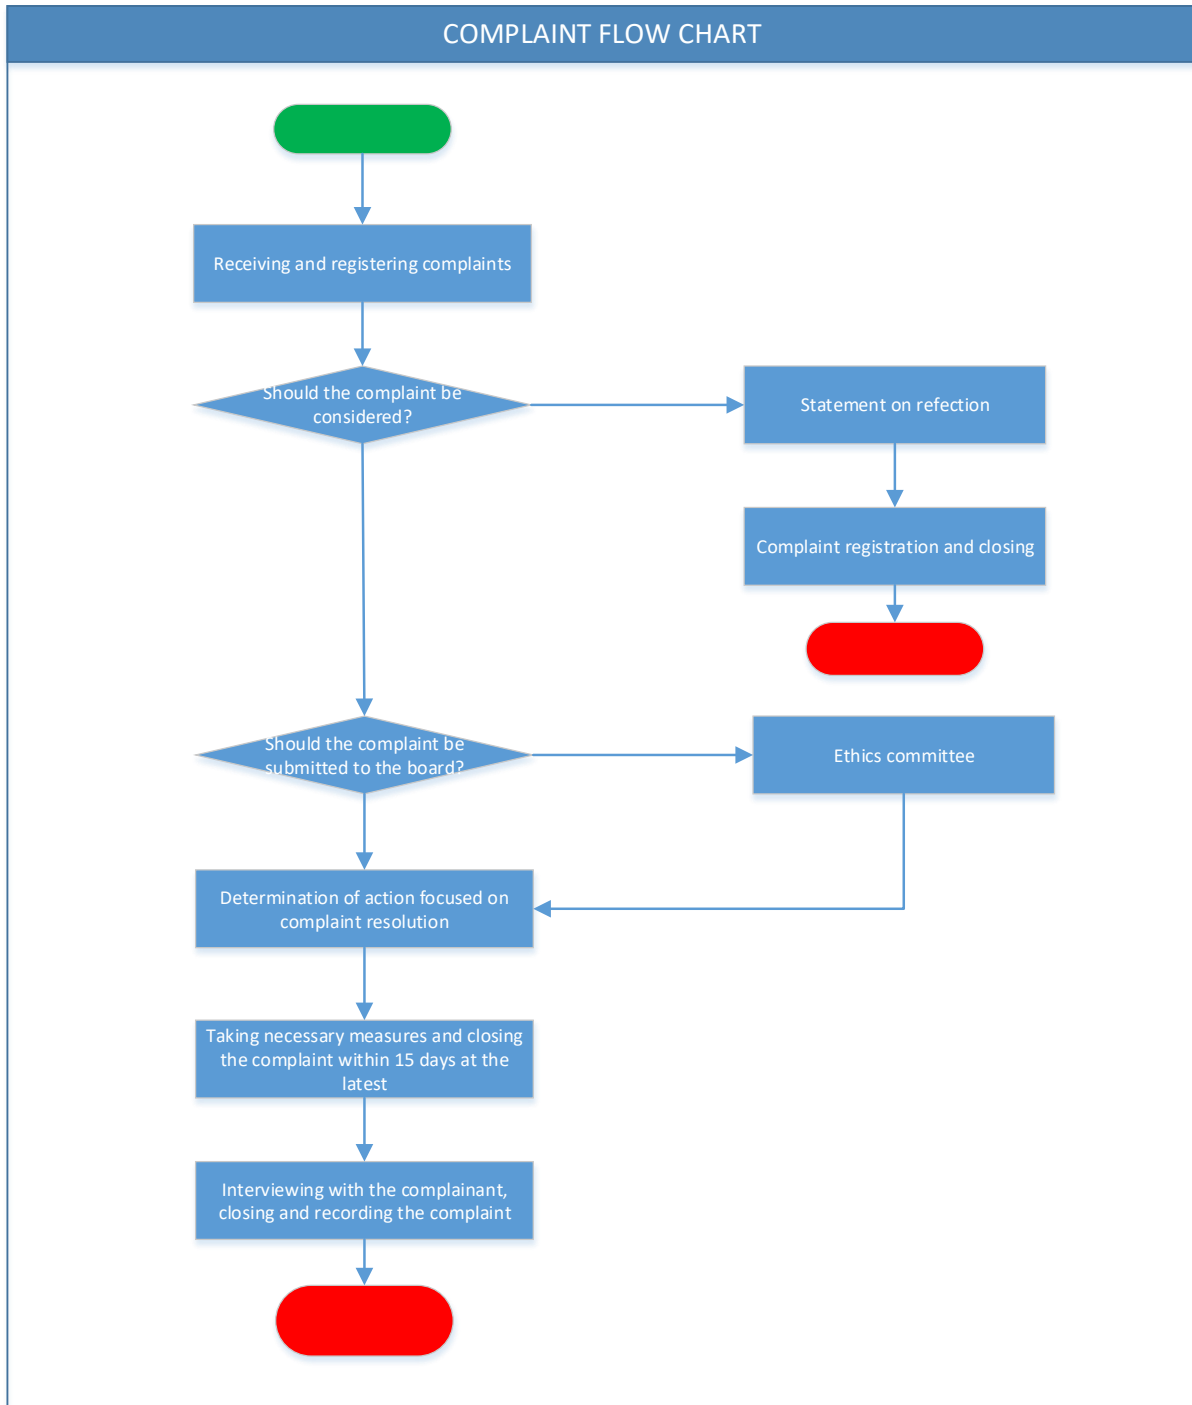 COMPLAINT FLOW CHART
Receiving and registering complaints
Should the complaint be
considered?
Statement on refection
Complaint registration and closing
Should the complaint be
submitted to the board?
Ethics committee
Determination of action focused on
complaint resolution
Taking necessary measures and closing
the complaint within 15 days at the
latest
Interviewing with the complainant,
closing and recording the complaint